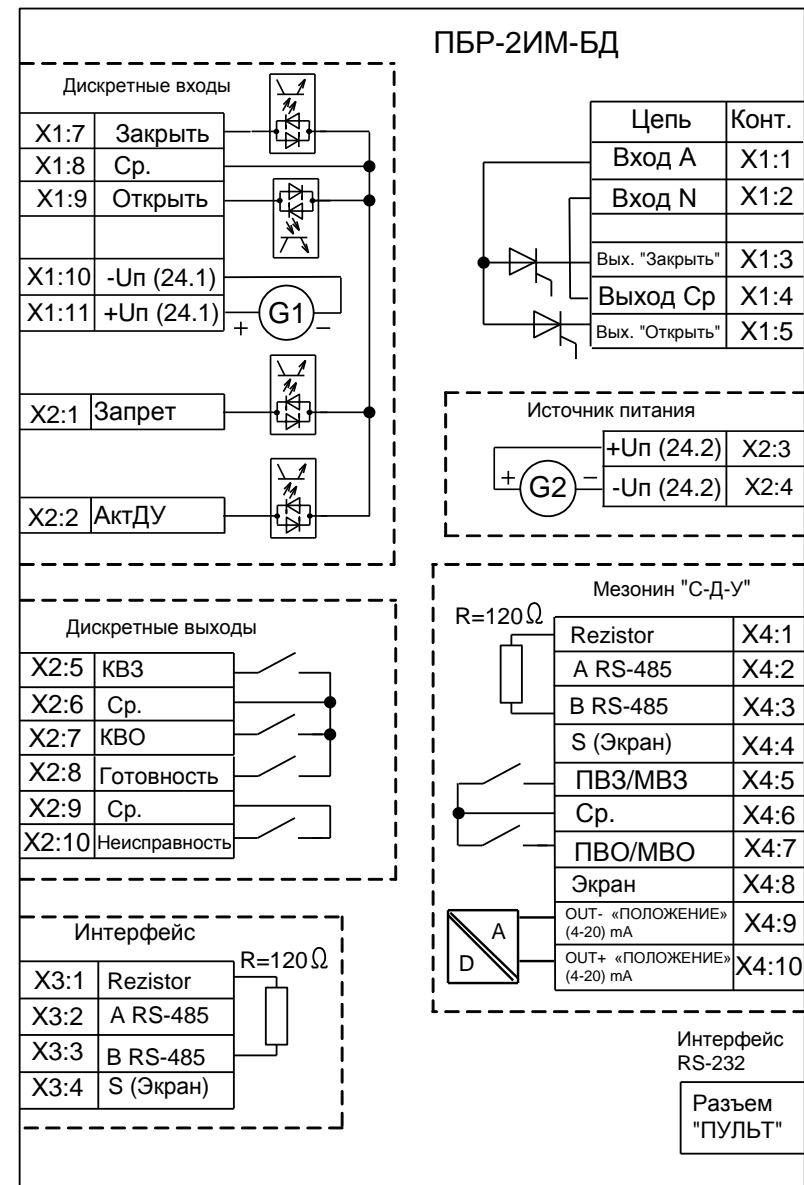 ПБР-2ИМ-БД
Дискретные входы
X1:7 Закрыть
X1:8 Ср.
X1:9 Открыть
X1:10 -Uп (24.1)
X1:11 +Uп (24.1)
+ G1 −
X2:1 Запрет
X2:2 АктДУ
Цепь Конт.
Вход А X1:1
Вход N X1:2
Вых. "Закрыть" X1:3
Выход Ср X1:4
Вых. "Открыть" X1:5
Источник питания
+Uп (24.2) X2:3
-Uп (24.2) X2:4
+ G2 −
Дискретные выходы
X2:5 КВЗ
X2:6 Ср.
X2:7 КВО
X2:8 Готовность
X2:9 Ср.
X2:10 Неисправность
Мезонин "С-Д-У"
R=120Ω
Rezistor X4:1
A RS-485 X4:2
B RS-485 X4:3
S (Экран) X4:4
ПВЗ/МВЗ X4:5
Ср. X4:6
ПВО/МВО X4:7
Экран X4:8
OUT- «ПОЛОЖЕНИЕ»
(4-20) mA
X4:9
OUT+ «ПОЛОЖЕНИЕ»
(4-20) mA
X4:10
A
D
Интерфейс
R=120Ω
X3:1 Rezistor
X3:2 A RS-485
X3:3 B RS-485
X3:4 S (Экран)
Интерфейс
RS-232
Разъем
"ПУЛЬТ"